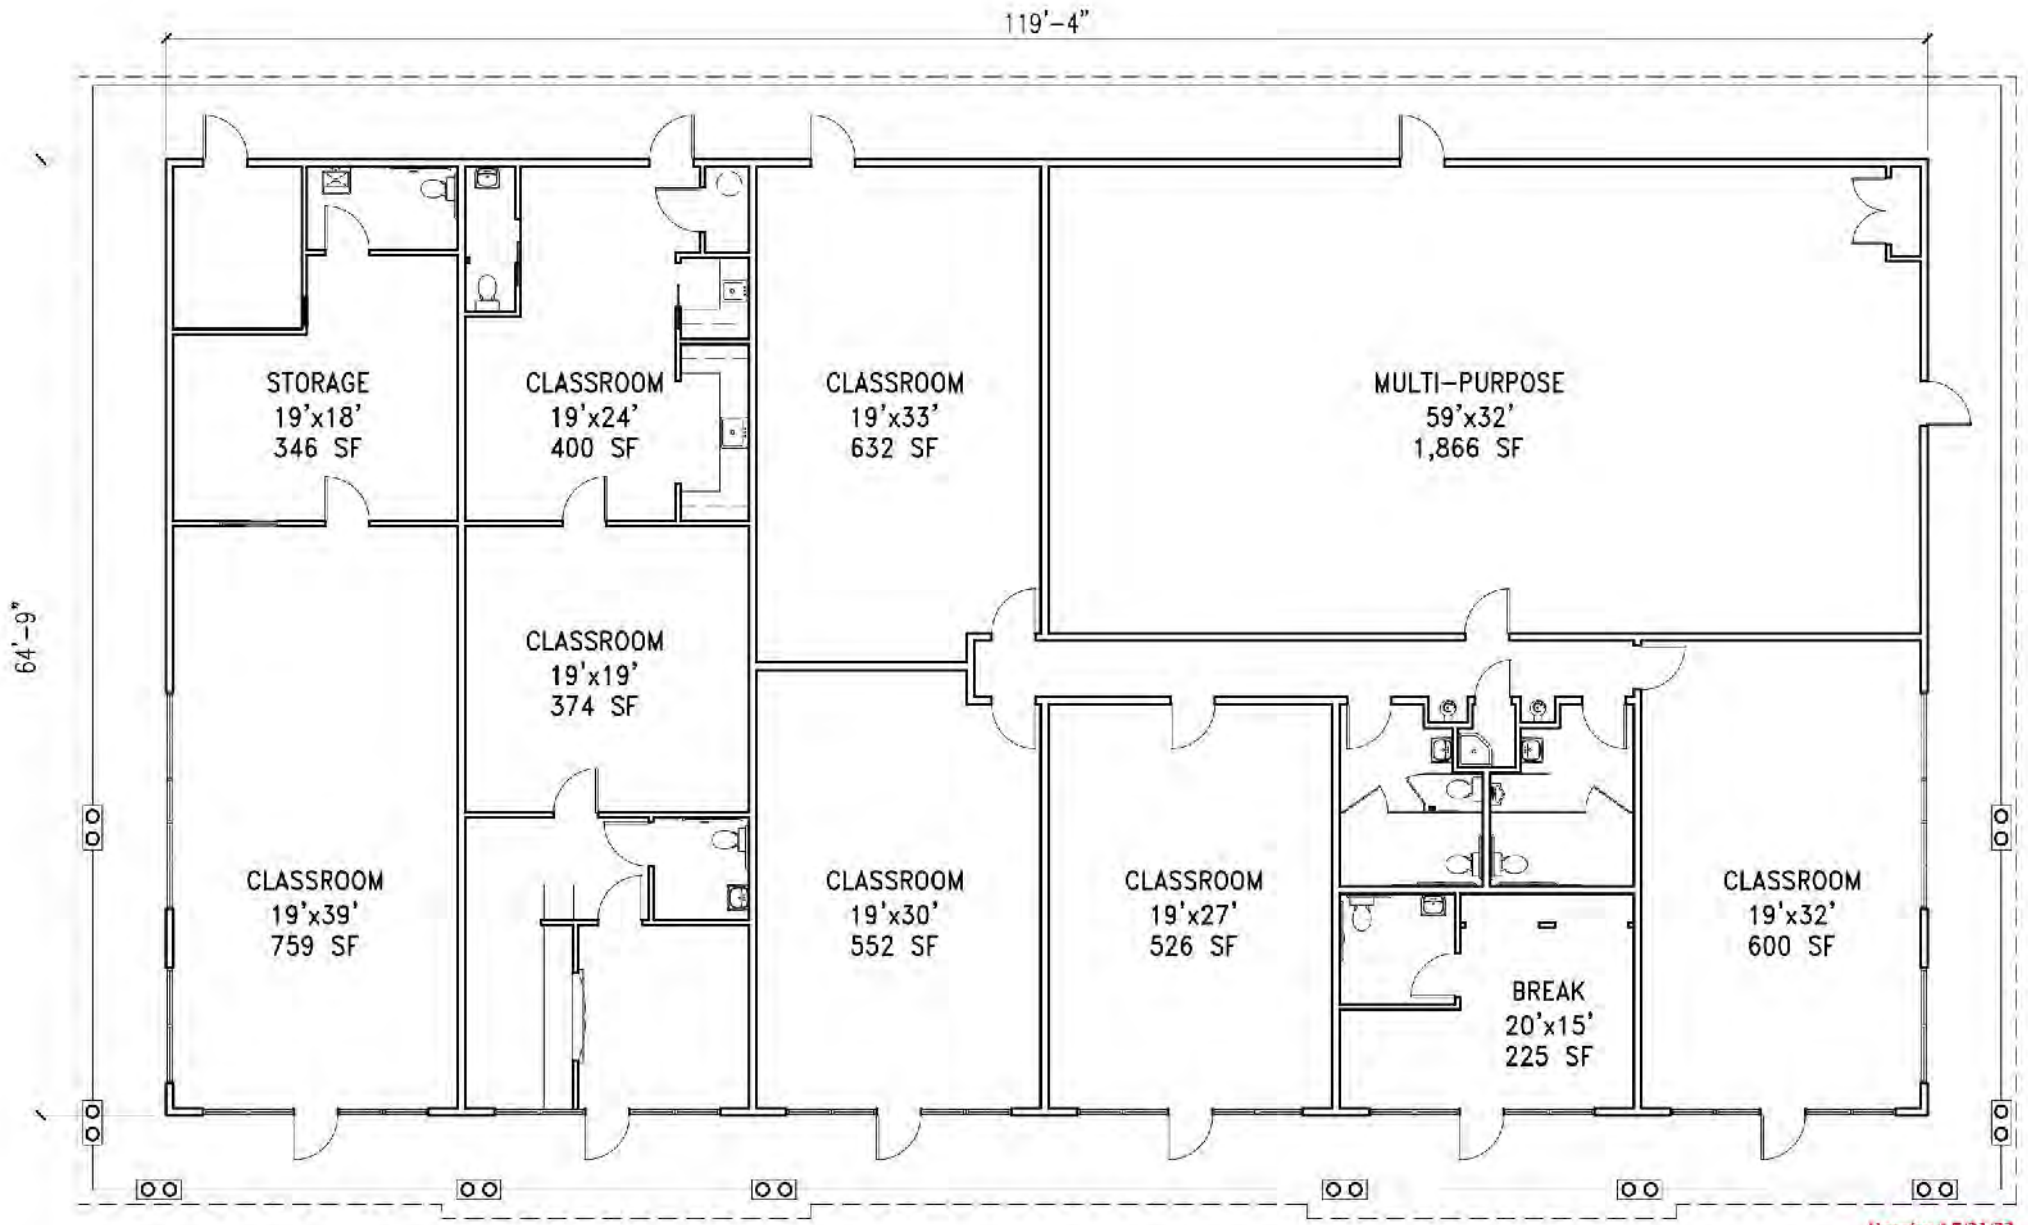 119'-4"
STORAGE
19'x18'
346 SF
CLASSROOM
19'x24'
400 SF
CLASSROOM
19'x33'
632 SF
MULTI-PURPOSE
59'x32'
1,866 SF
64'-9"
CLASSROOM
19'x19'
374 SF
CLASSROOM
19'x39'
759 SF
CLASSROOM
19'x30'
552 SF
CLASSROOM
19'x27'
526 SF
BREAK
20'x15'
225 SF
CLASSROOM
19'x32'
600 SF